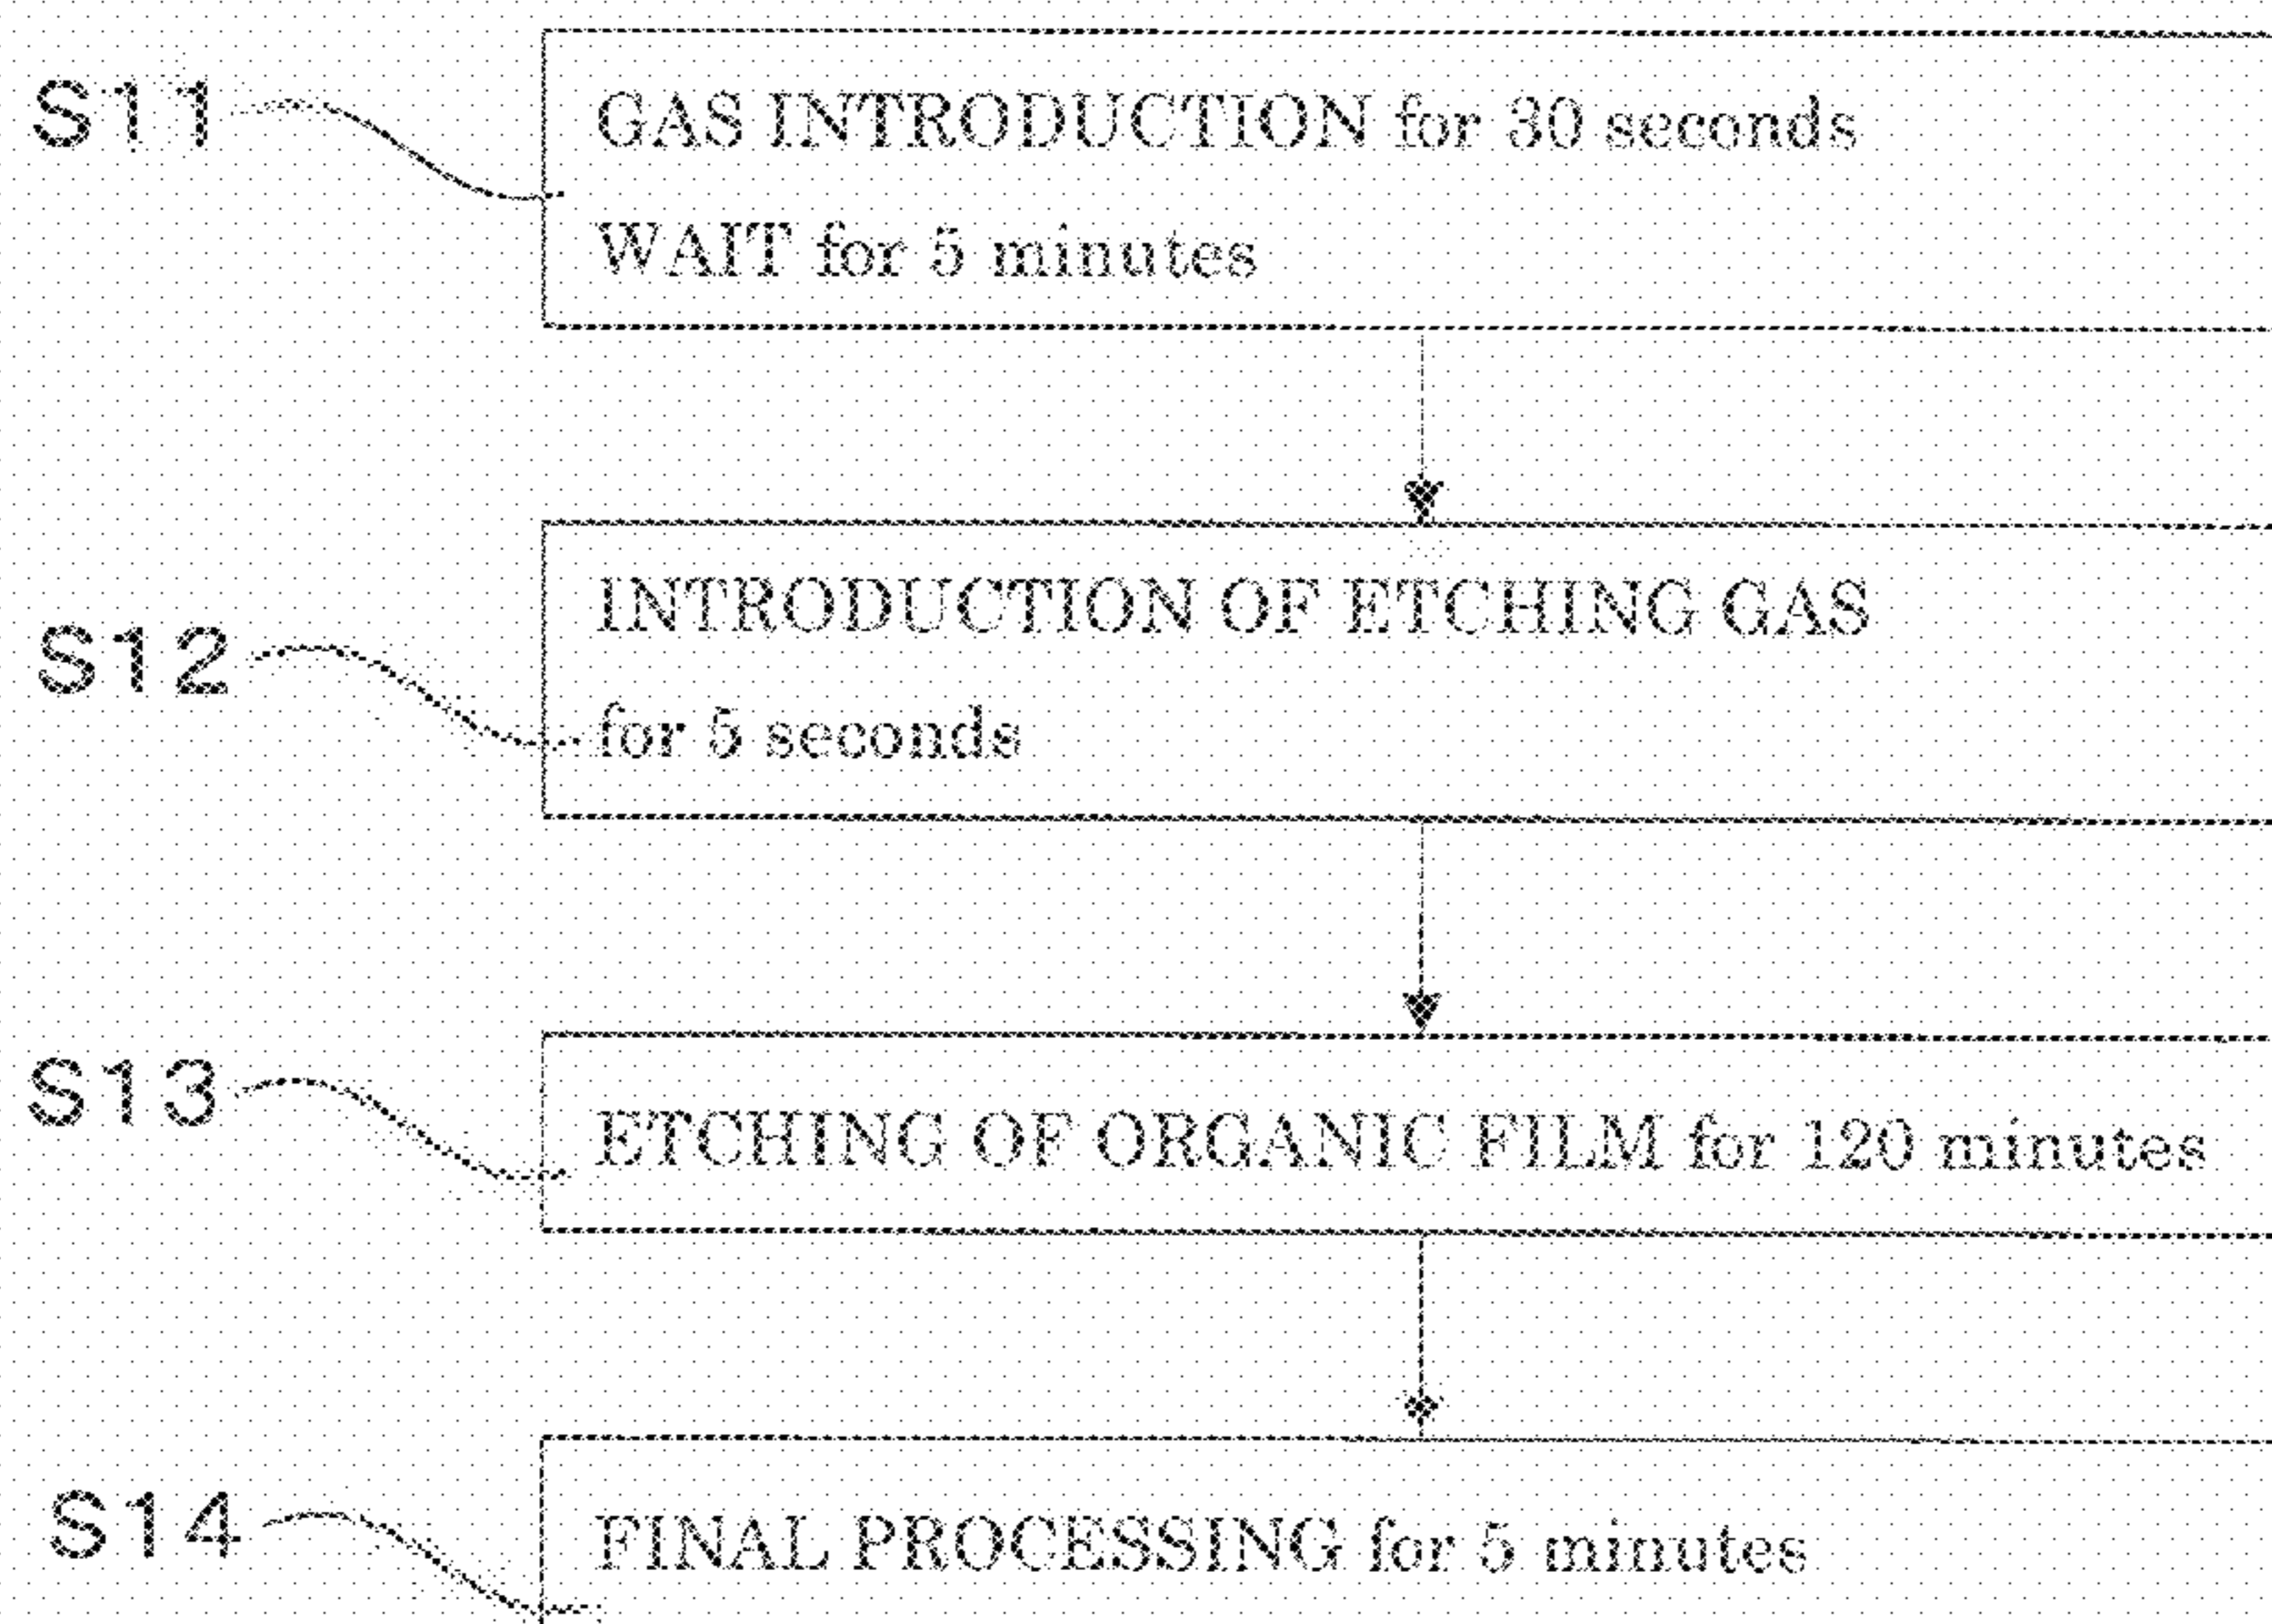 S11
GAS INTRODUCTION for 30 seconds
WAIT for 5 minutes
S12
INTRODUCTION OF ETCHING GAS
for 5 seconds
S13
ETCHING OF ORGANIC FILM for 120 minutes
S14
FINAL PROCESSING for 5 minutes